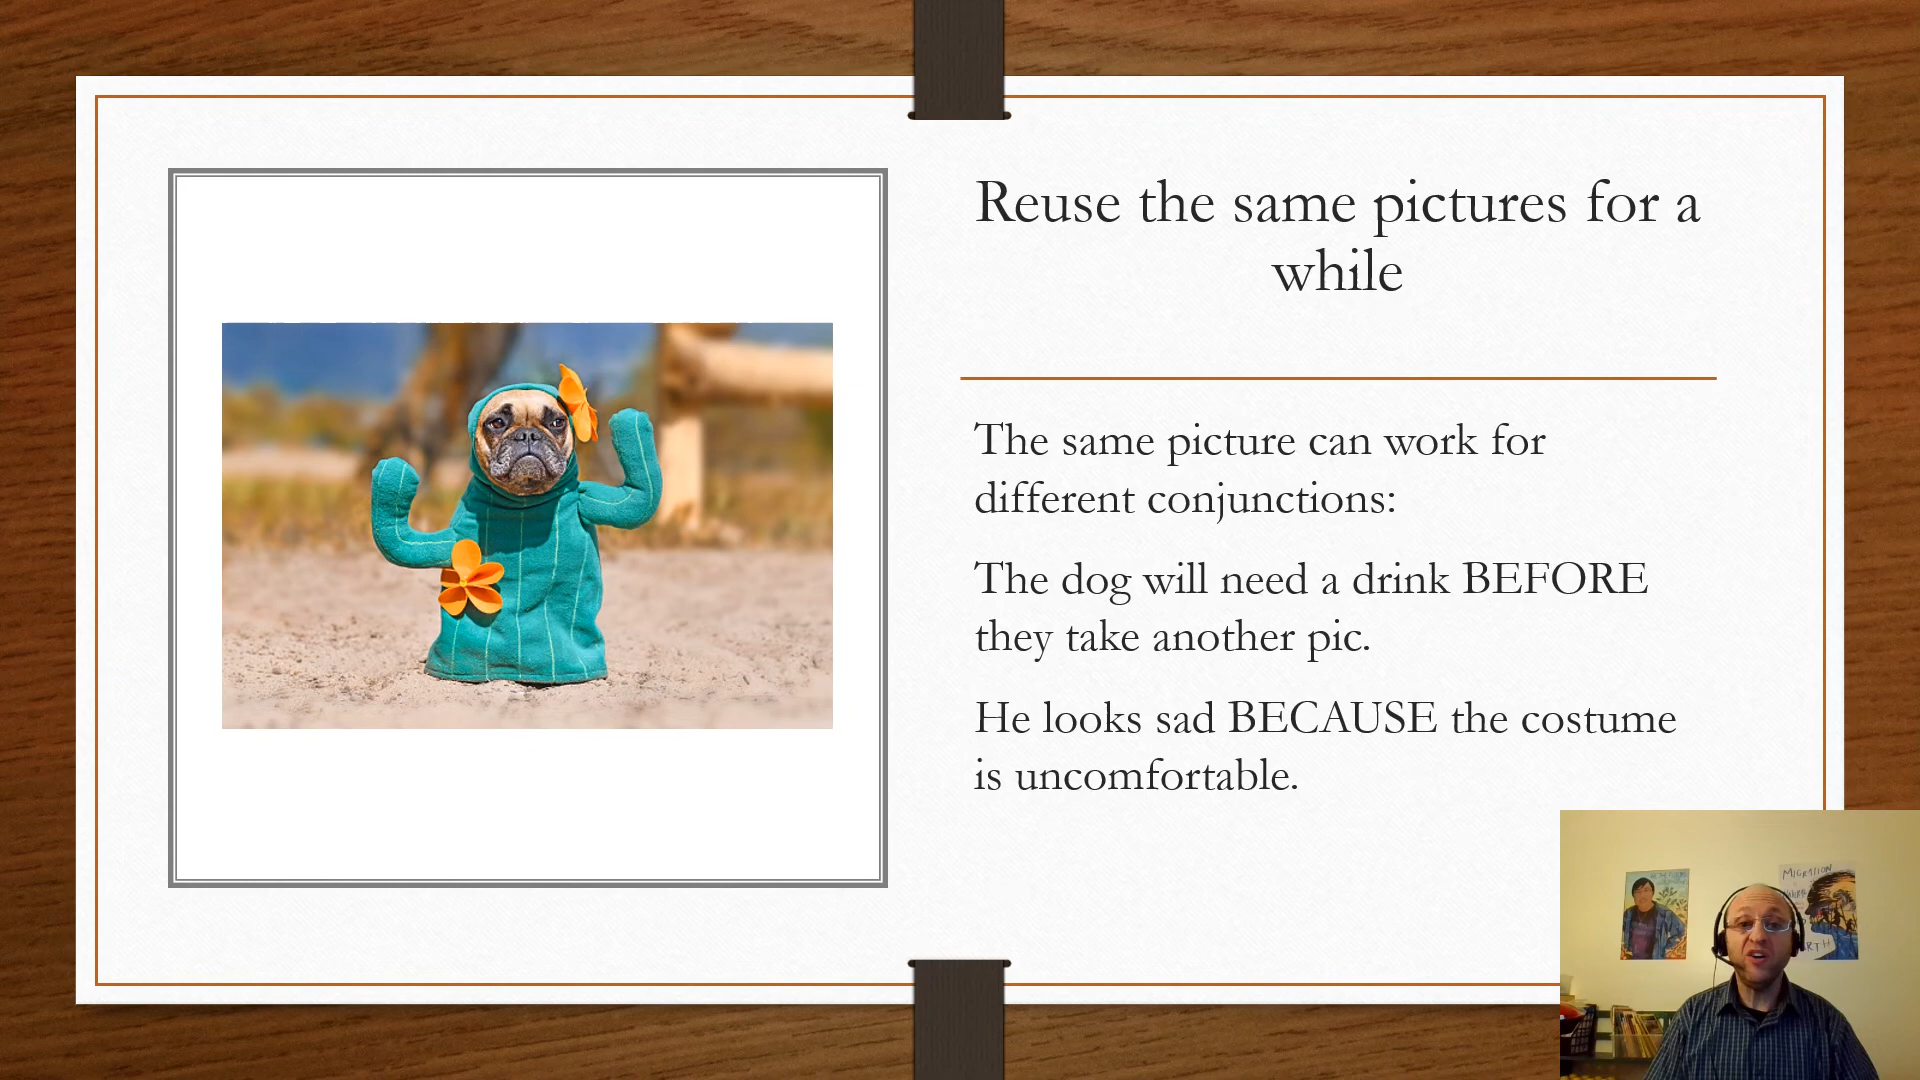 Reuse the same pictures for a
while
The same picture can work for
different conjunctions:
The dog will need a drink BEFORE
they take another pic.
He looks sad BECAUSE the costume
is uncomfortable.
MIGRATION